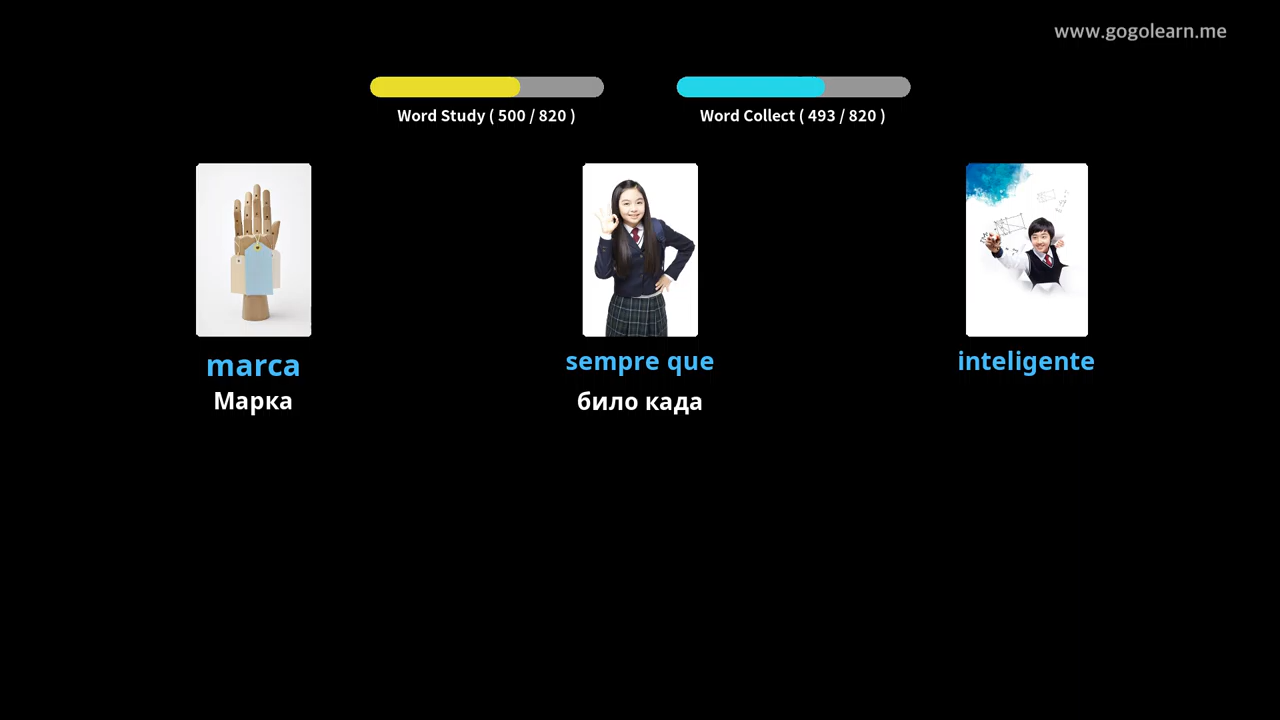 www.gogolearn.me
Word Study ( 500 / 820 )
Word Collect ( 493 / 820 )
marca
Марка
sempre que
било када
inteligente